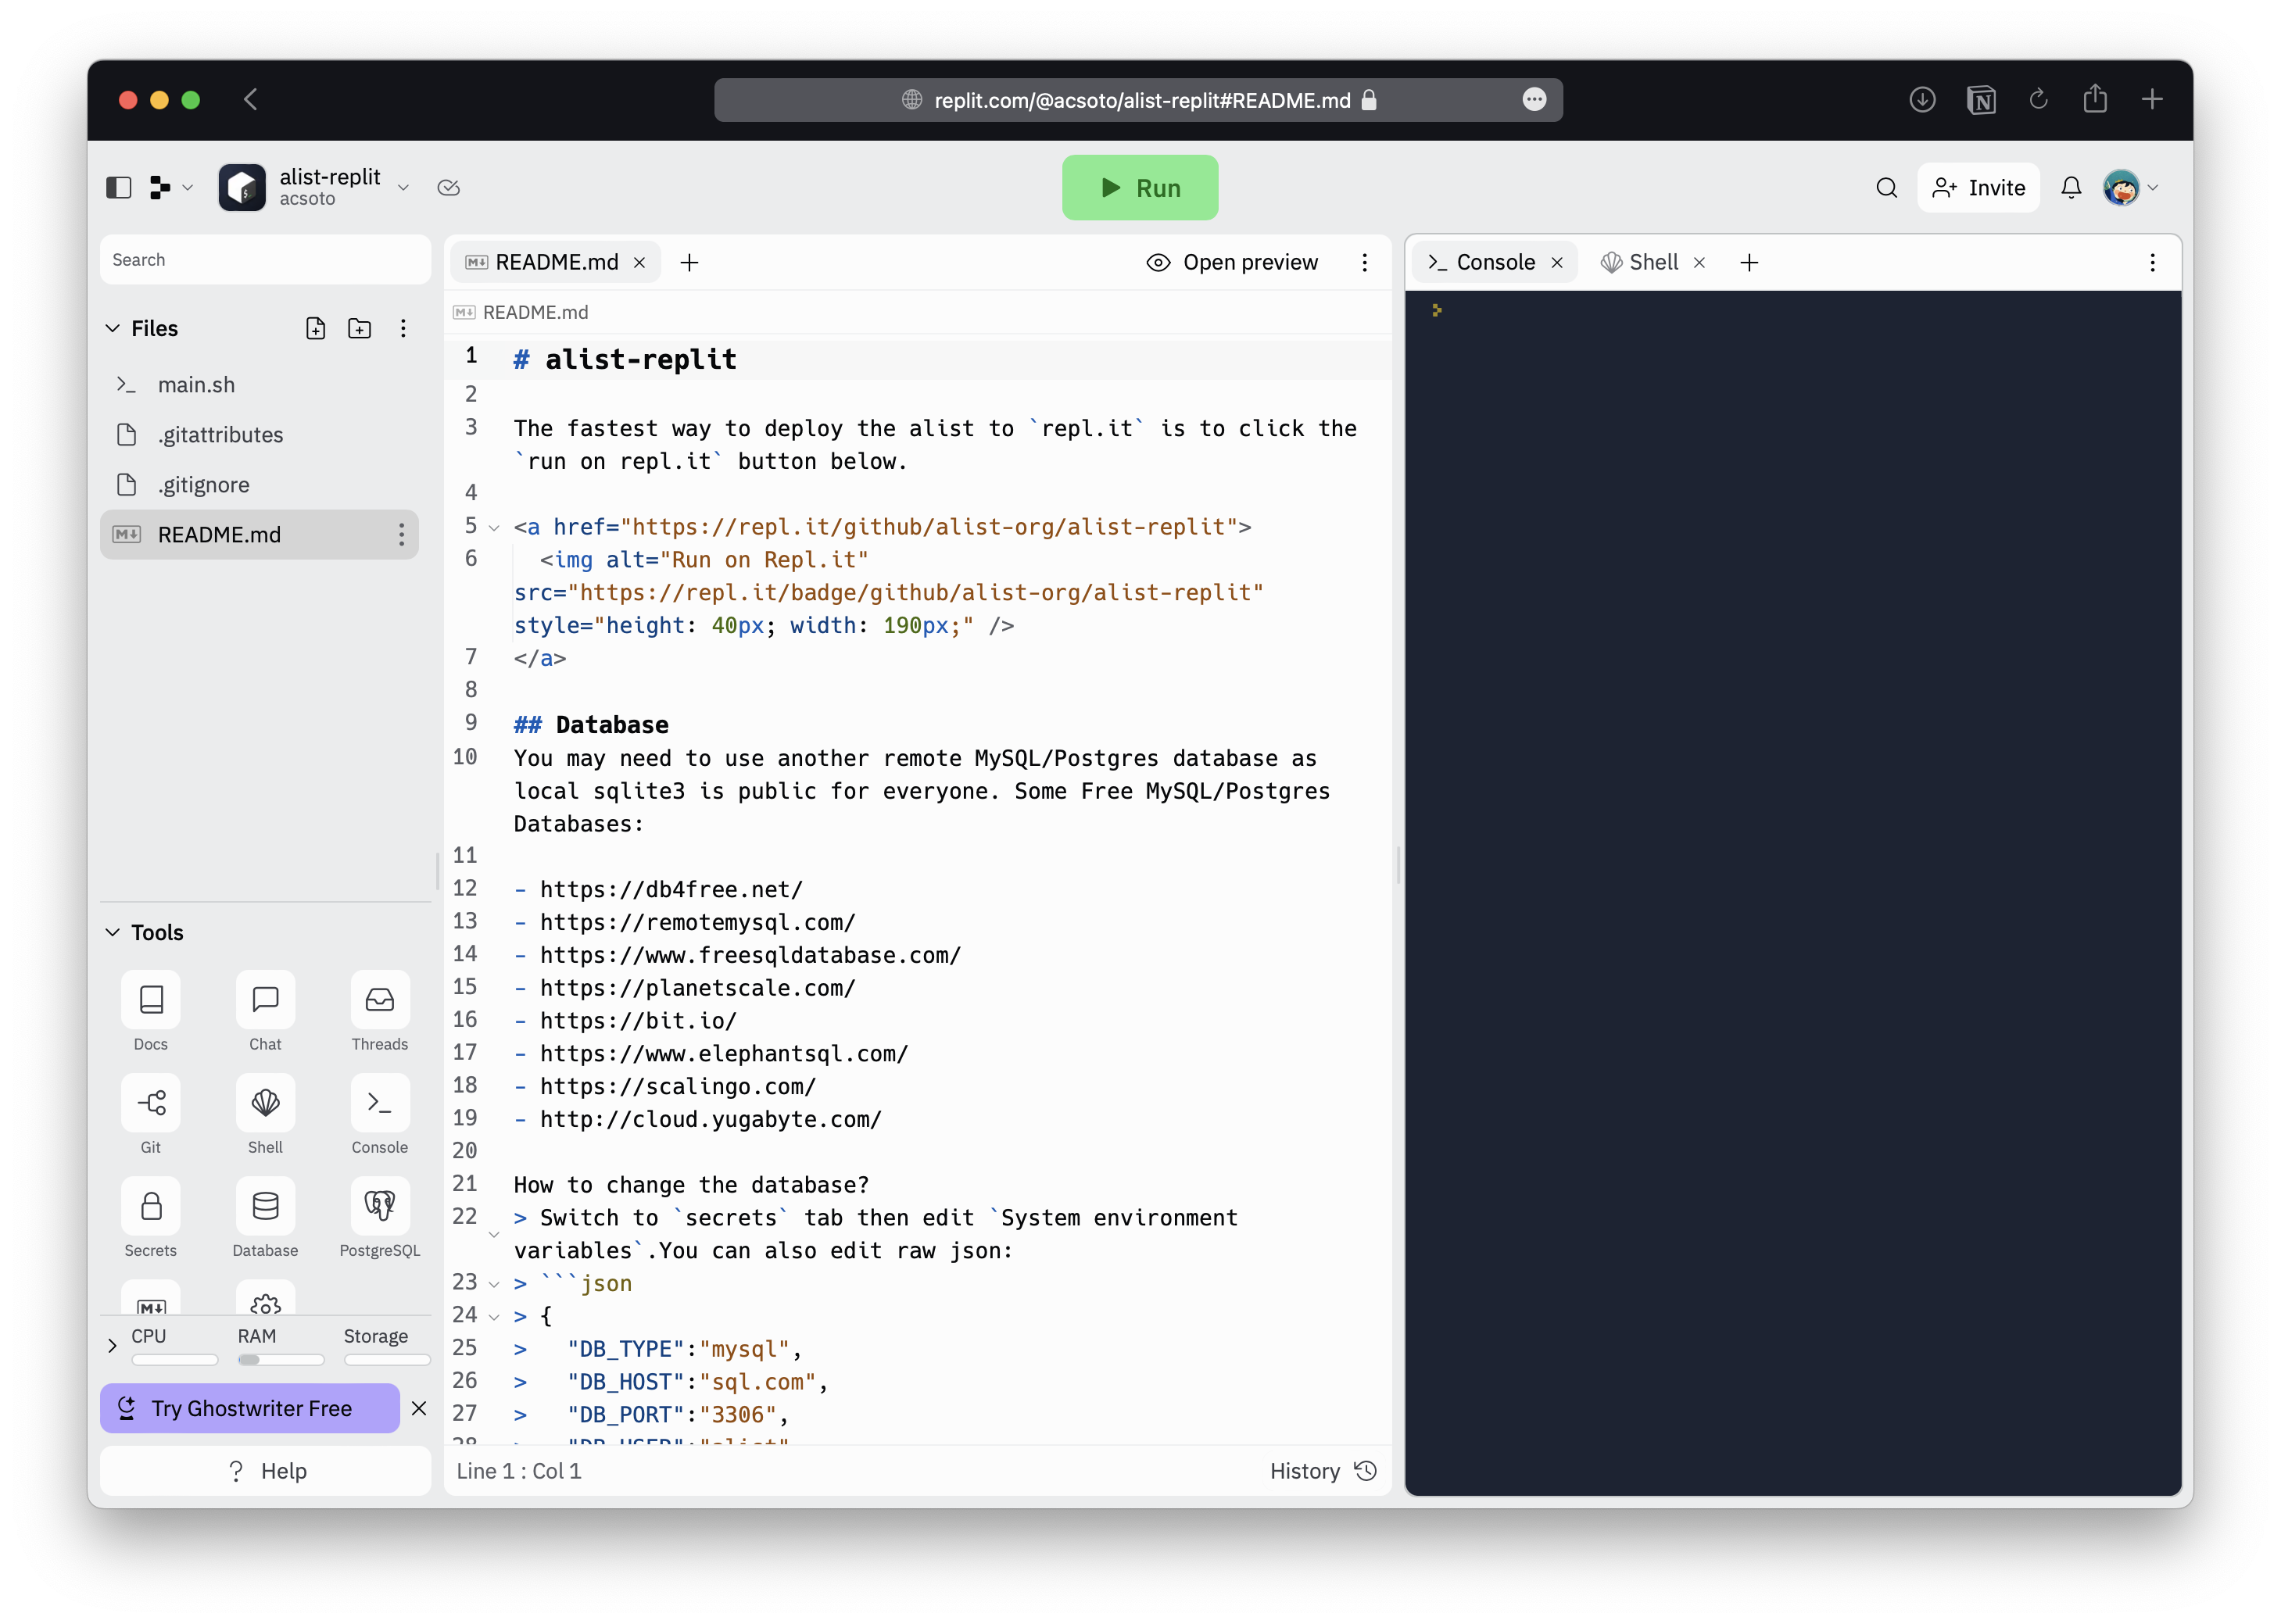 replit.com/@acsoto/alist-replit#README.md
alist-replit
acsoto
Run
Invite
Search
Files
main.sh
.gitattributes
.gitignore
README.md
Tools
Docs
Chat
Threads
Git
Shell
Console
Secrets
Database
PostgreSQL
CPU
RAM
Storage
Try Ghostwriter Free
? Help
README.md
Open preview
README.md
1 # alist-replit
2
3 The fastest way to deploy the alist to `repl.it` is to click the
`run on repl.it` button below.
4
5 <a href="https://repl.it/github/alist-org/alist-replit">
6 <img alt="Run on Repl.it"
src="https://repl.it/badge/github/alist-org/alist-replit"
style="height: 40px; width: 190px;" />
7 </a>
8
9 ## Database
10 You may need to use another remote MySQL/Postgres database as
local sqlite3 is public for everyone. Some Free MySQL/Postgres
Databases:
11
12 - https://db4free.net/
13 - https://remotemysql.com/
14 - https://www.freesqldatabase.com/
15 - https://planetscale.com/
16 - https://bit.io/
17 - https://www.elephantsql.com/
18 - https://scalingo.com/
19 - http://cloud.yugabyte.com/
20
21 How to change the database?
22 > Switch to `secrets` tab then edit `System environment
variables`.You can also edit raw json:
23 > ```json
24 > {
25 > "DB_TYPE":"mysql",
26 > "DB_HOST":"sql.com",
27 > "DB_PORT":"3306",
Line 1 : Col 1
History
Console
Shell